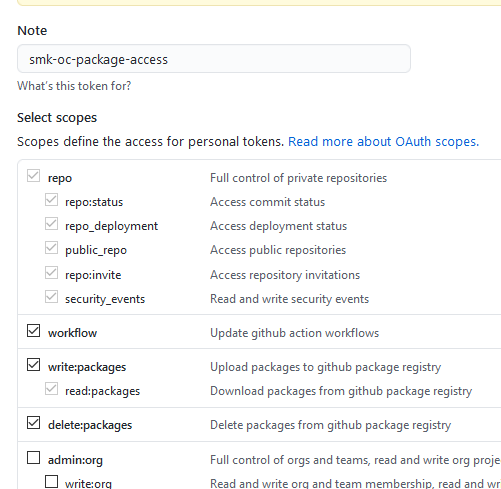 Note
smk-oc-package-access
What's this token for?
Select scopes
Scopes define the access for personal tokens. Read more about OAuth scopes.
repo Full control of private repositories
repo:status Access commit status
repo_deployment Access deployment status
public_repo Access public repositories
repo:invite Access repository invitations
security_events Read and write security events
workflow Update github action workflows
write:packages Upload packages to github package registry
read:packages Download packages from github package registry
delete:packages Delete packages from github package registry
admin:org Full control of orgs and teams, read and write org proje
write:org Read and write org and team membership, read and wr